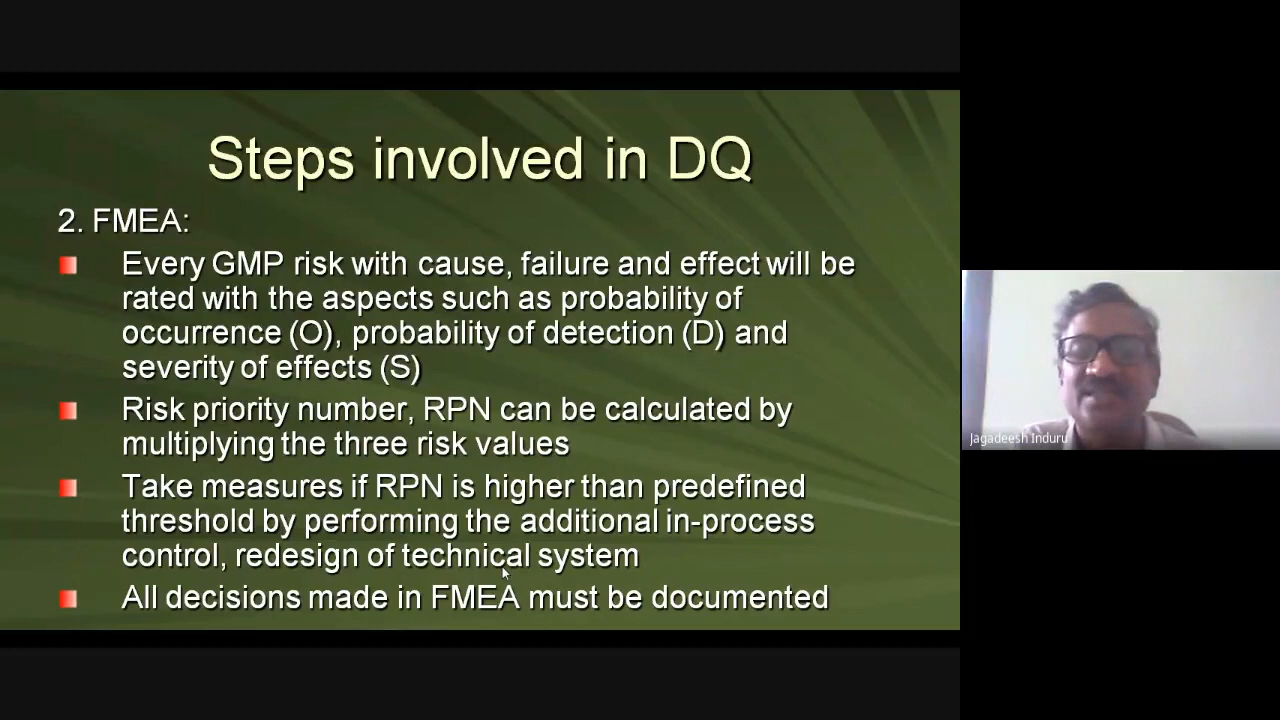 Steps involved in DQ
2. FMEA:
Every GMP risk with cause, failure and effect will be
rated with the aspects such as probability of
occurrence (O), probability of detection (D) and
severity of effects (S)
Risk priority number, RPN can be calculated by
multiplying the three risk values
Take measures if RPN is higher than predefined
threshold by performing the additional in-process
control, redesign of technical system
All decisions made in FMEA must be documented
Jagadeesh Induru